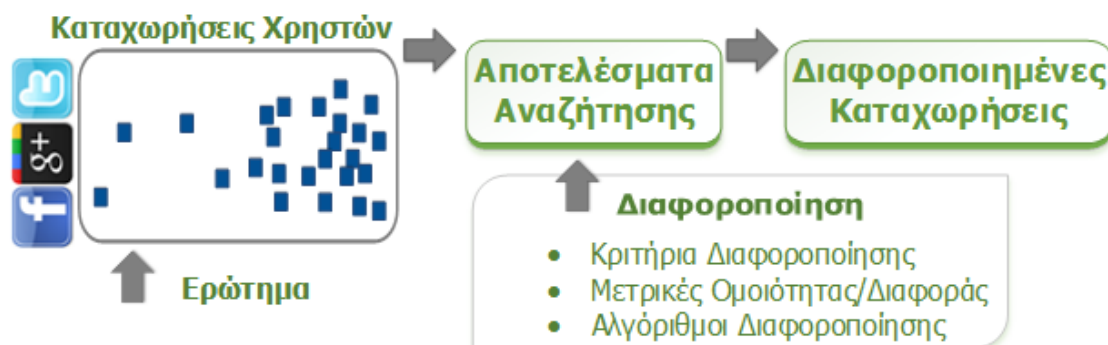 Καταχωρήσεις Χρηστών
g+
f
Ερώτημα
Αποτελέσματα
Αναζήτησης
Διαφοροποιημένες
Καταχωρήσεις
Διαφοροποίηση
• Κριτήρια Διαφοροποίησης
• Μετρικές Ομοιότητας/Διαφοράς
• Αλγόριθμοι Διαφοροποίησης